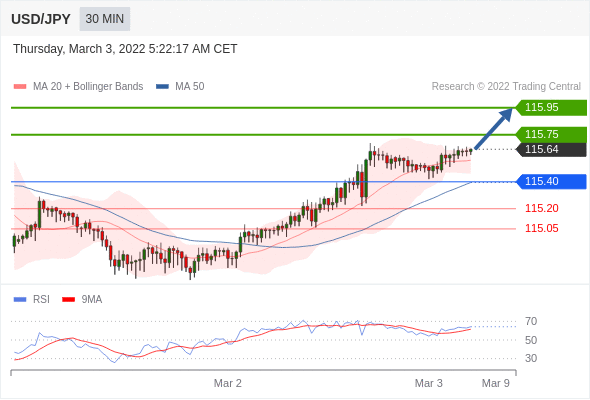 USD/JPY 30 MIN
Thursday, March 3, 2022 5:22:17 AM CET
MA 20 + Bollinger Bands MA 50 Research © 2022 Trading Central
115.95
115.75
115.64
115.40
115.20
115.05
RSI 9MA
70
50
30
Mar 2 Mar 3 Mar 9